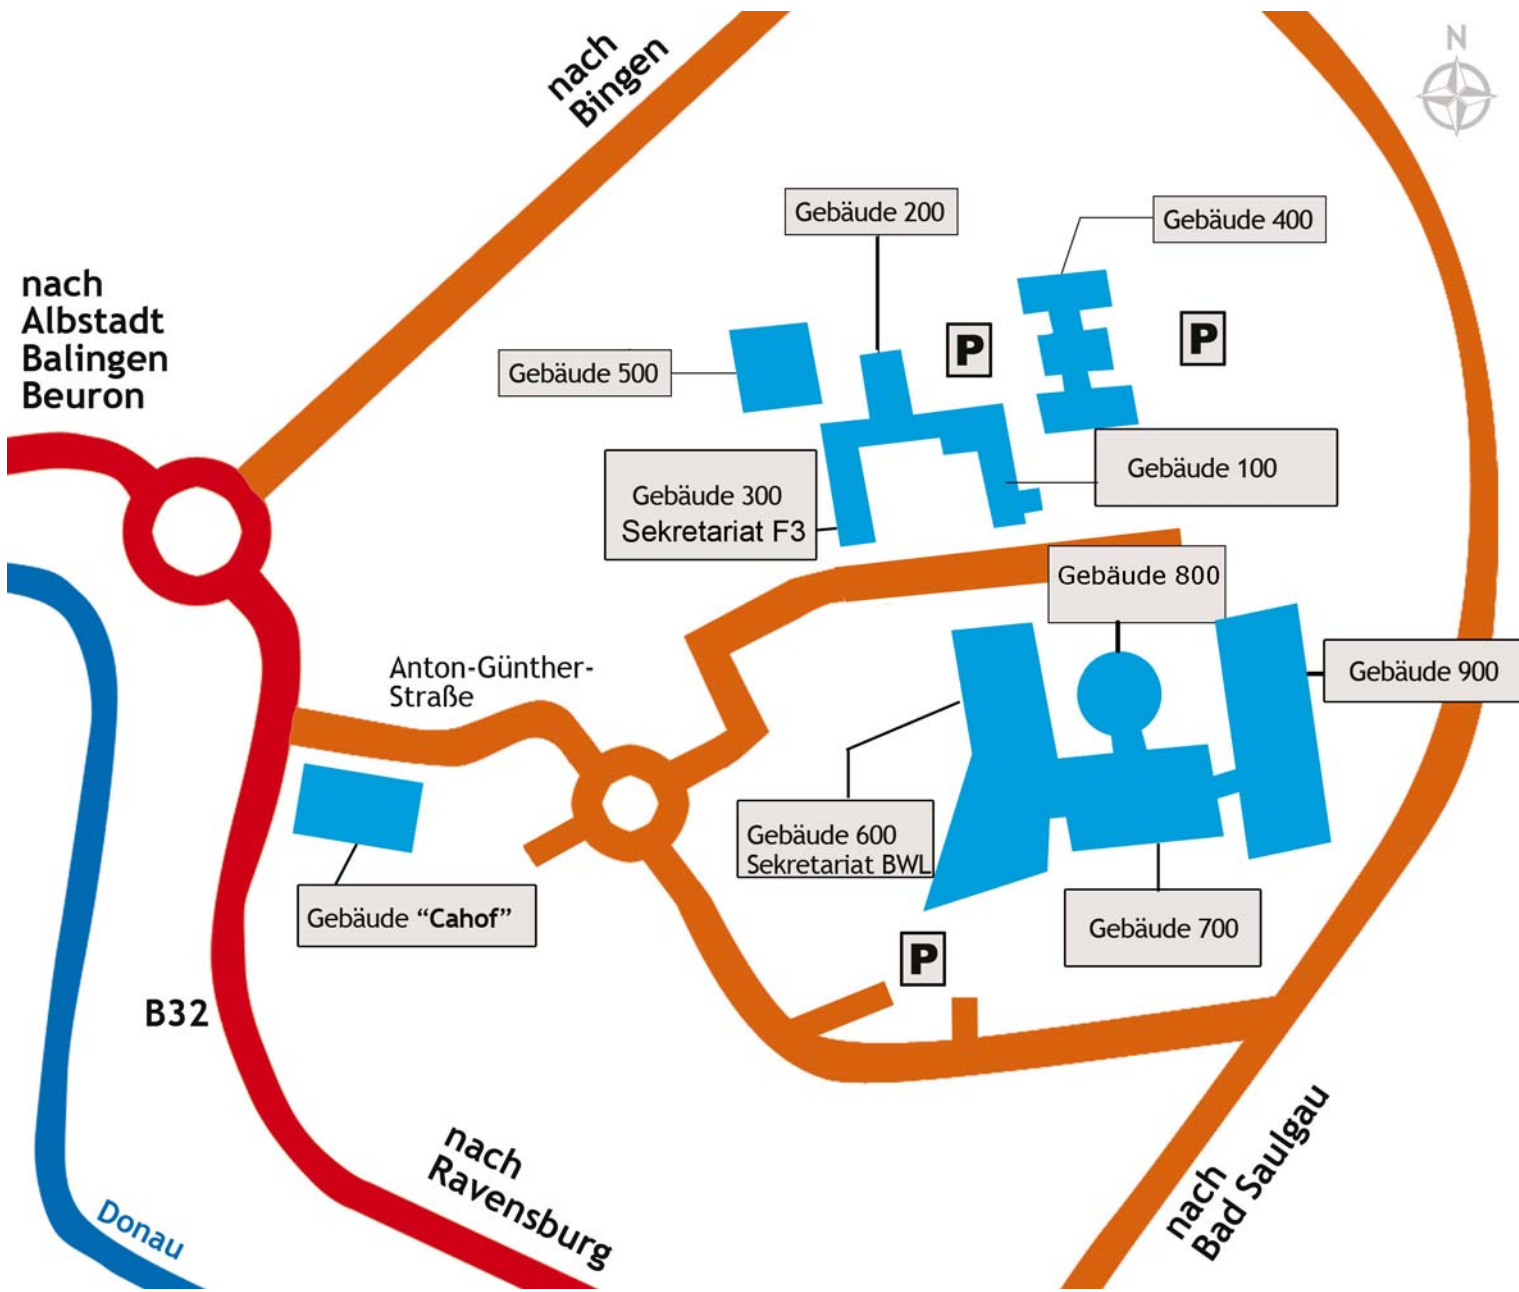 nach
Bingen
N
Gebäude 200
Gebäude 400
nach
Albstadt
Balingen
Beuron
P
P
Gebäude 500
Gebäude 100
Gebäude 300
Sekretariat F3
Gebäude 800
Anton-Günther-
Straße
Gebäude 900
Gebäude 600
Sekretariat BWL
Gebäude “Cahof”
Gebäude 700
P
B32
nach
Ravensburg
nach
Bad Saulgau
Donau